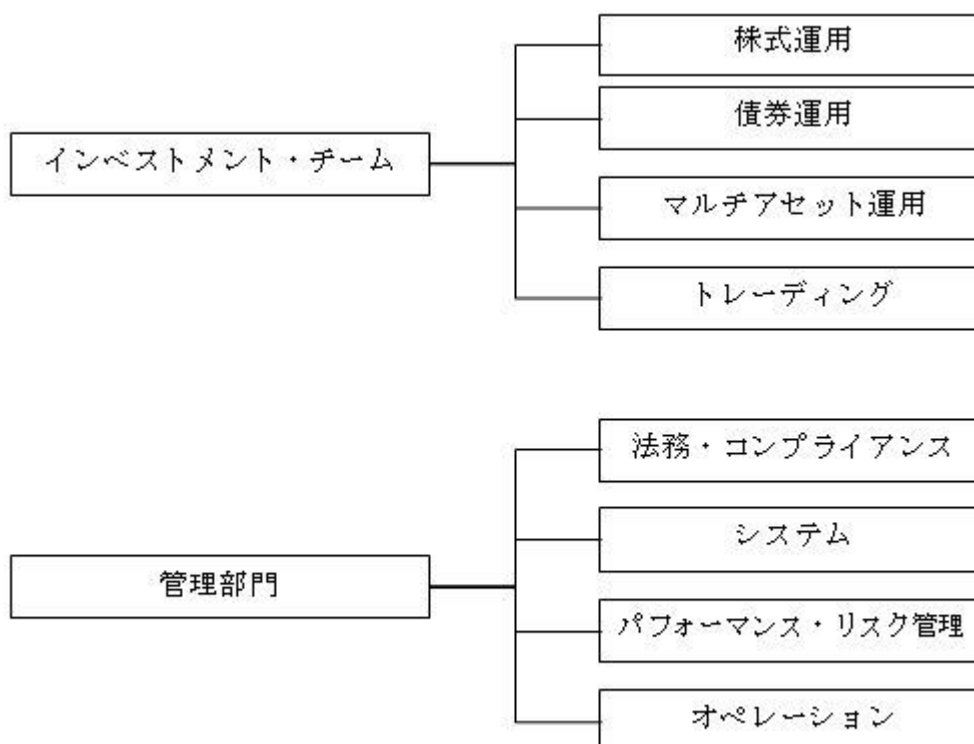 株式運用
債券運用
インベストメント・チーム
マルチアセット運用
トレーディング
法務・コンプライアンス
システム
管理部門
パフォーマンス・リスク管理
オペレーション